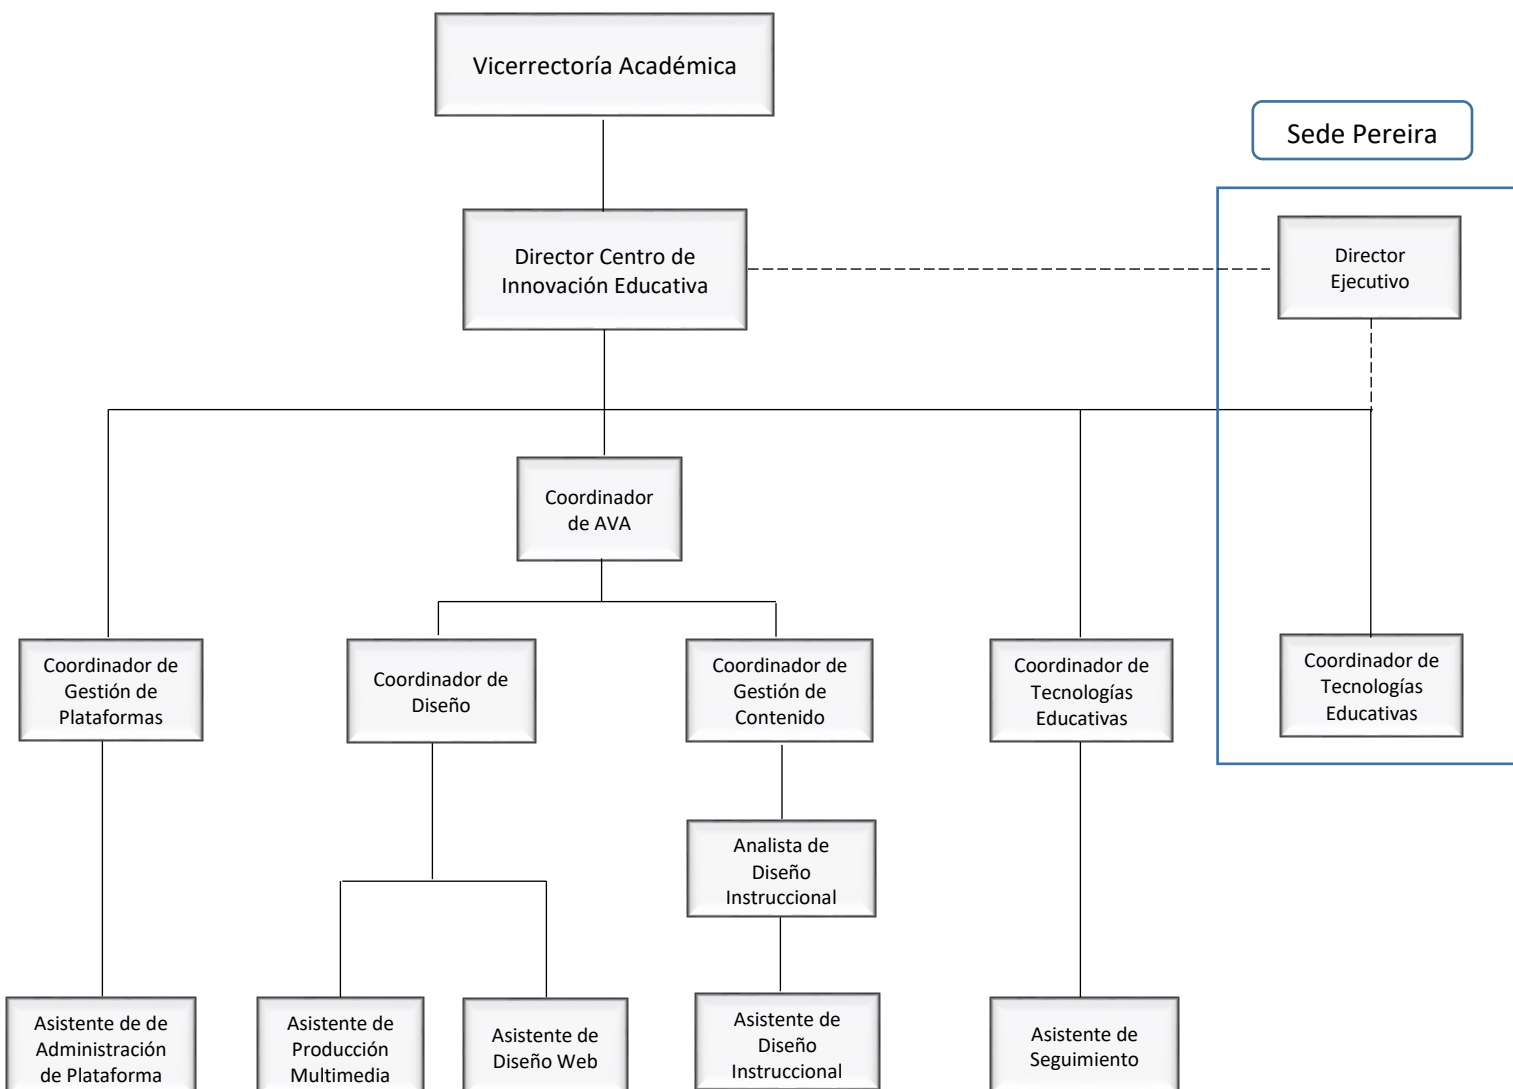 Vicerrectoría Académica
Sede Pereira
Director Centro de
Innovación Educativa
Director
Ejecutivo
Coordinador
de AVA
Coordinador de
Gestión de
Plataformas
Coordinador de
Diseño
Coordinador de
Gestión de
Contenido
Coordinador de
Tecnologías
Educativas
Coordinador de
Tecnologías
Educativas
Analista de
Diseño
Instruccional
Asistente de de
Administración
de Plataforma
Asistente de
Producción
Multimedia
Asistente de
Diseño Web
Asistente de
Diseño
Instruccional
Asistente de
Seguimiento